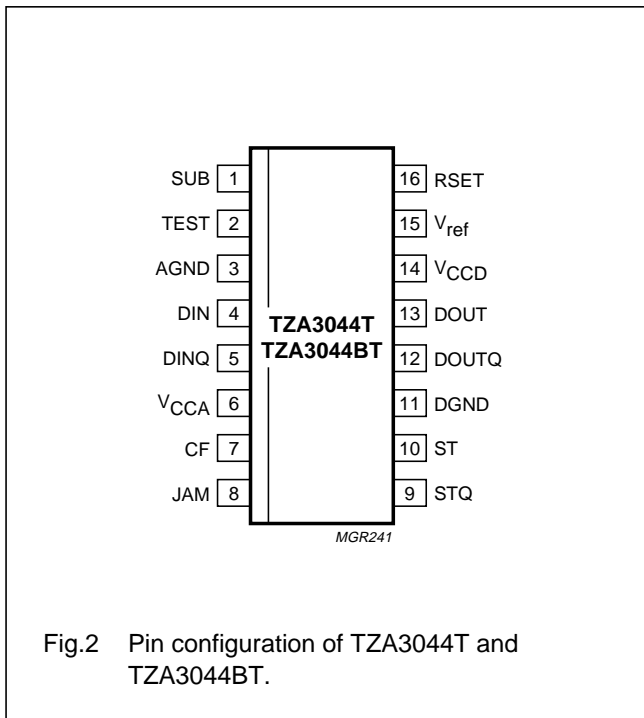 SUB 1
TEST 2
AGND 3
DIN 4
DINQ 5
VCCA 6
CF 7
JAM 8
TZA3044T
TZA3044BT
16 RSET
15 Vref
14 VCCD
13 DOUT
12 DOUTQ
11 DGND
10 ST
9 STQ
MGR241
Fig.2 Pin configuration of TZA3044T and
TZA3044BT.